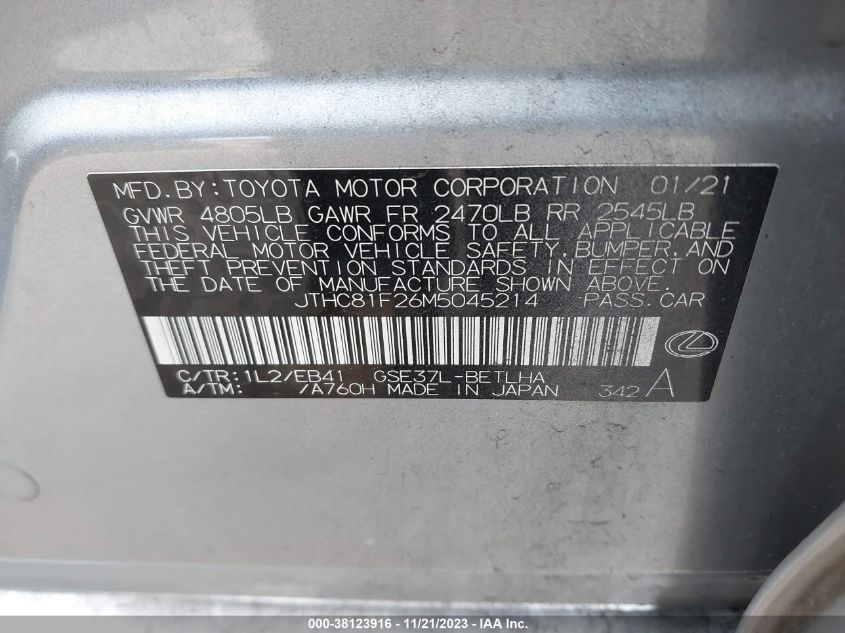 MFD. BY: TOYOTA MOTOR CORPORATION 01/21
GVWR 4805LB GAWR FR 2470LB RR 2545LB
THIS VEHICLE CONFORMS TO ALL APPLICABLE
FEDERAL MOTOR VEHICLE SAFETY, BUMPER, AND
THEFT PREVENTION STANDARDS IN EFFECT ON
THE DATE OF MANUFACTURE SHOWN ABOVE.
JTHC81F26M5045214 PASS. CAR
C/TR: 1L2/EB41 GSE37L-BETLHA
A/TM: /A760H MADE IN JAPAN 342 A
000-38123916 - 11/21/2023 - IAAI, Inc.